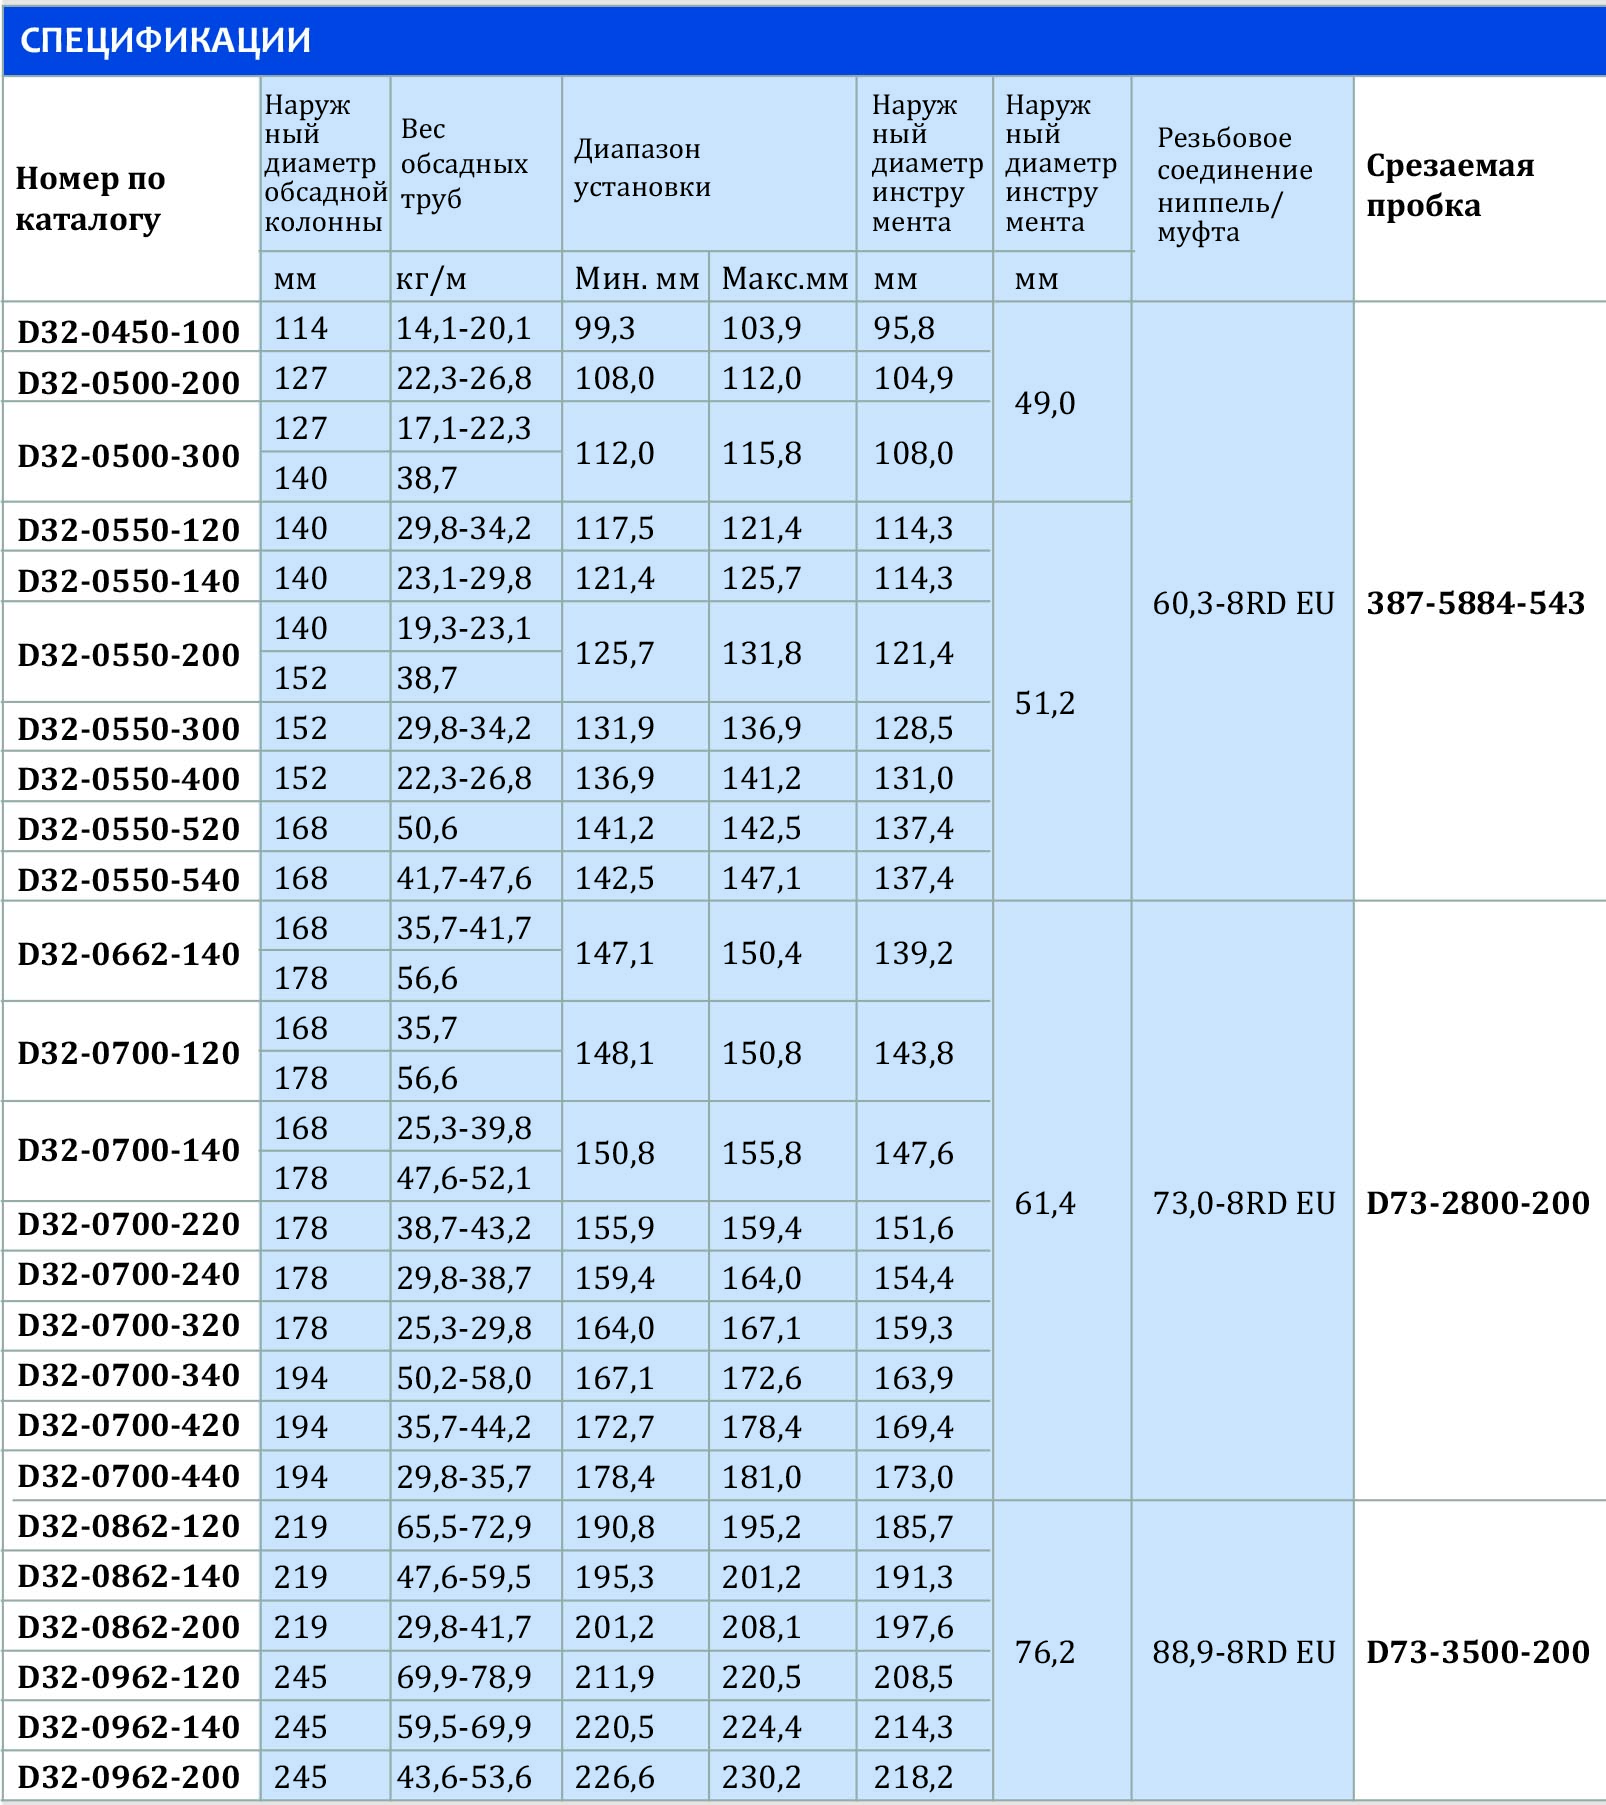 СПЕЦИФИКАЦИИ
Номер по
каталогу
Наруж
ный
диаметр
обсадной
колонны
Вес
обсадных
труб
Диапазон
установки
Наруж
ный
диаметр
инстру
мента
Наруж
ный
диаметр
инстру
мента
Резьбовое
соединение
ниппель/
муфта
Срезаемая
пробка
мм кг/м Мин. мм Макс.мм мм мм
D32-0450-100 114 14,1-20,1 99,3 103,9 95,8
D32-0500-200 127 22,3-26,8 108,0 112,0 104,9
49,0
127 17,1-22,3
D32-0500-300 112,0 115,8 108,0
140 38,7
D32-0550-120 140 29,8-34,2 117,5 121,4 114,3
D32-0550-140 140 23,1-29,8 121,4 125,7 114,3
60,3-8RD EU 387-5884-543
140 19,3-23,1
D32-0550-200 125,7 131,8 121,4
152 38,7
51,2
D32-0550-300 152 29,8-34,2 131,9 136,9 128,5
D32-0550-400 152 22,3-26,8 136,9 141,2 131,0
D32-0550-520 168 50,6 141,2 142,5 137,4
D32-0550-540 168 41,7-47,6 142,5 147,1 137,4
168 35,7-41,7
D32-0662-140 147,1 150,4 139,2
178 56,6
168 35,7
D32-0700-120 148,1 150,8 143,8
178 56,6
168 25,3-39,8
D32-0700-140 150,8 155,8 147,6
178 47,6-52,1
61,4 73,0-8RD EU D73-2800-200
D32-0700-220 178 38,7-43,2 155,9 159,4 151,6
D32-0700-240 178 29,8-38,7 159,4 164,0 154,4
D32-0700-320 178 25,3-29,8 164,0 167,1 159,3
D32-0700-340 194 50,2-58,0 167,1 172,6 163,9
D32-0700-420 194 35,7-44,2 172,7 178,4 169,4
D32-0700-440 194 29,8-35,7 178,4 181,0 173,0
D32-0862-120 219 65,5-72,9 190,8 195,2 185,7
D32-0862-140 219 47,6-59,5 195,3 201,2 191,3
D32-0862-200 219 29,8-41,7 201,2 208,1 197,6
76,2 88,9-8RD EU D73-3500-200
D32-0962-120 245 69,9-78,9 211,9 220,5 208,5
D32-0962-140 245 59,5-69,9 220,5 224,4 214,3
D32-0962-200 245 43,6-53,6 226,6 230,2 218,2